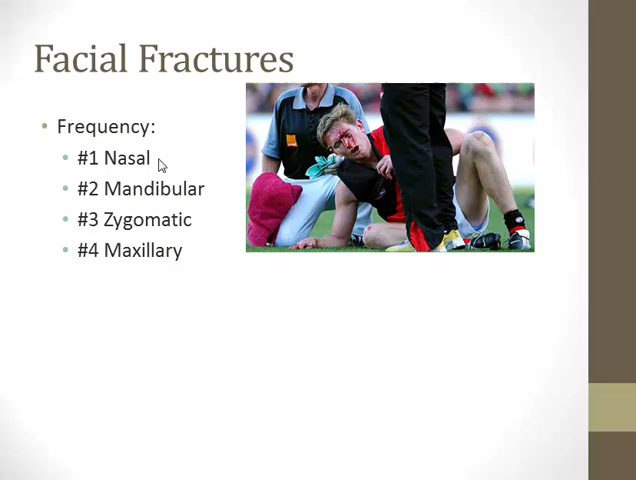 Facial Fractures
• Frequency:
• #1 Nasal
• #2 Mandibular
• #3 Zygomatic
• #4 Maxillary